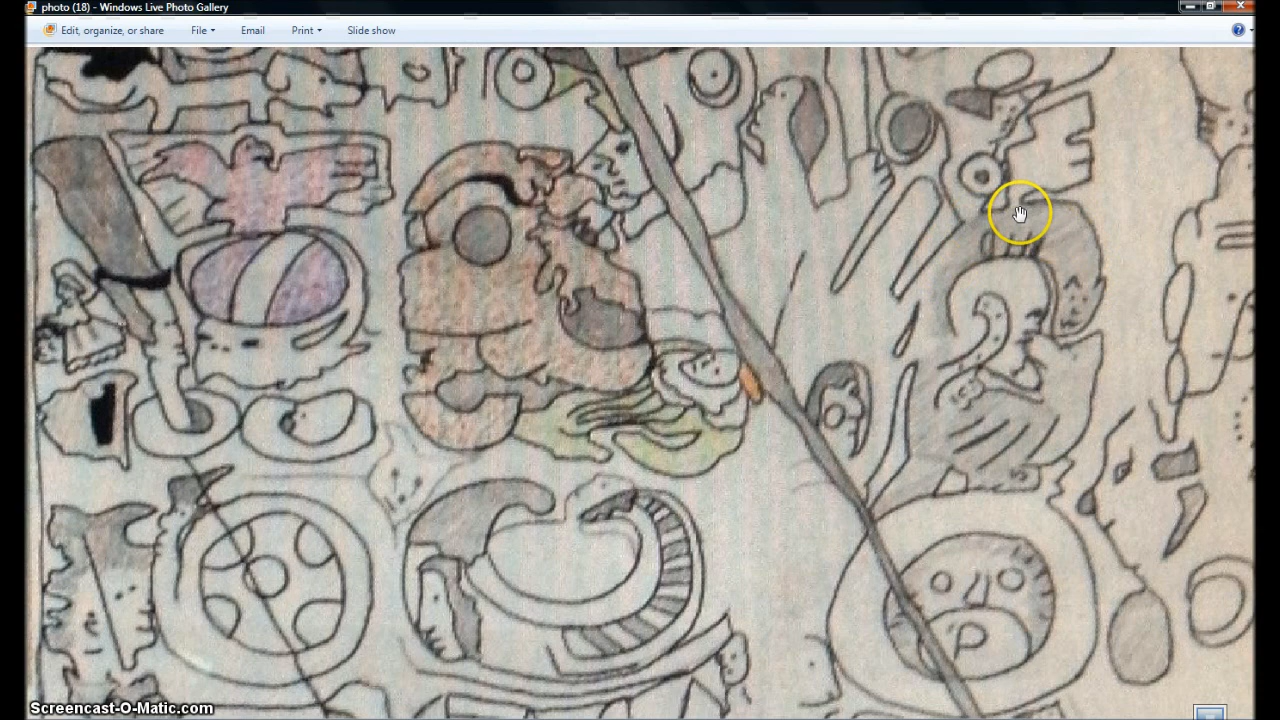 photo (18) - Windows Live Photo Gallery
Edit, organize, or share File Email Print Slide show
Screencast-O-Matic.com